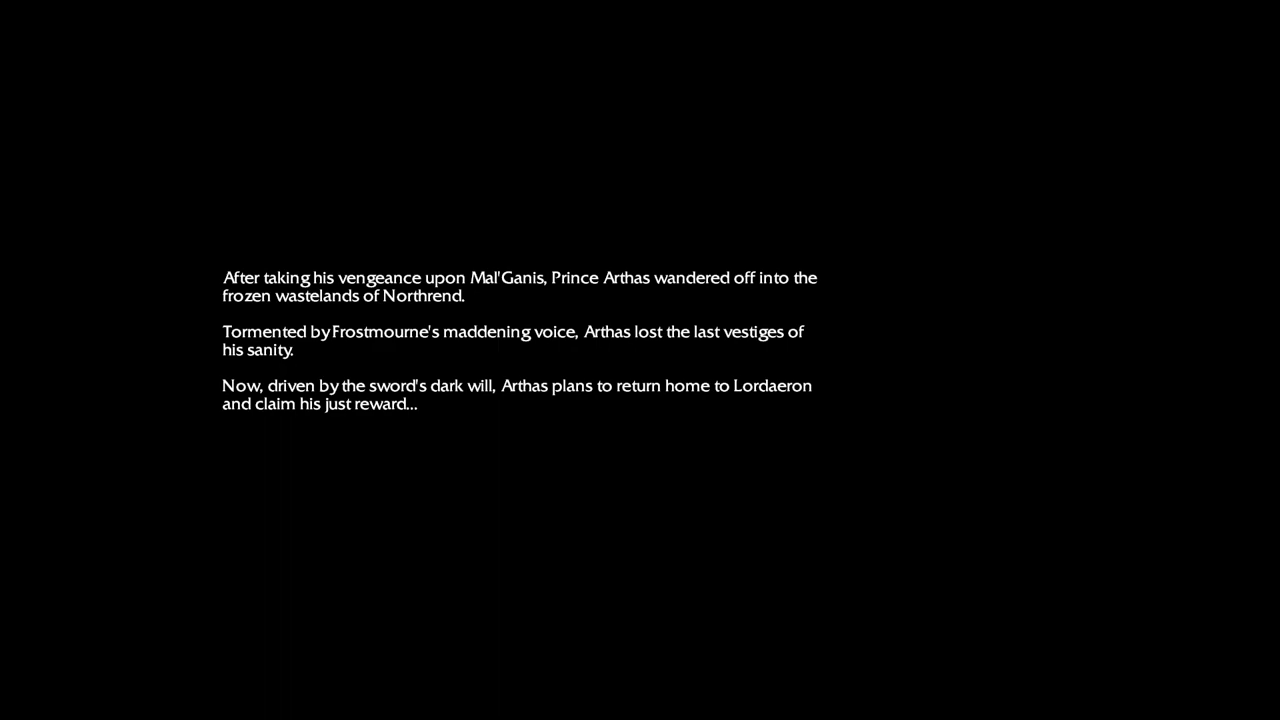 After taking his vengeance upon Mal'Ganis, Prince Arthas wandered off into the
frozen wastelands of Northrend.
Tormented by Frostmourne's maddening voice, Arthas lost the last vestiges of
his sanity.
Now, driven by the sword's dark will, Arthas plans to return home to Lordaeron
and claim his just reward...